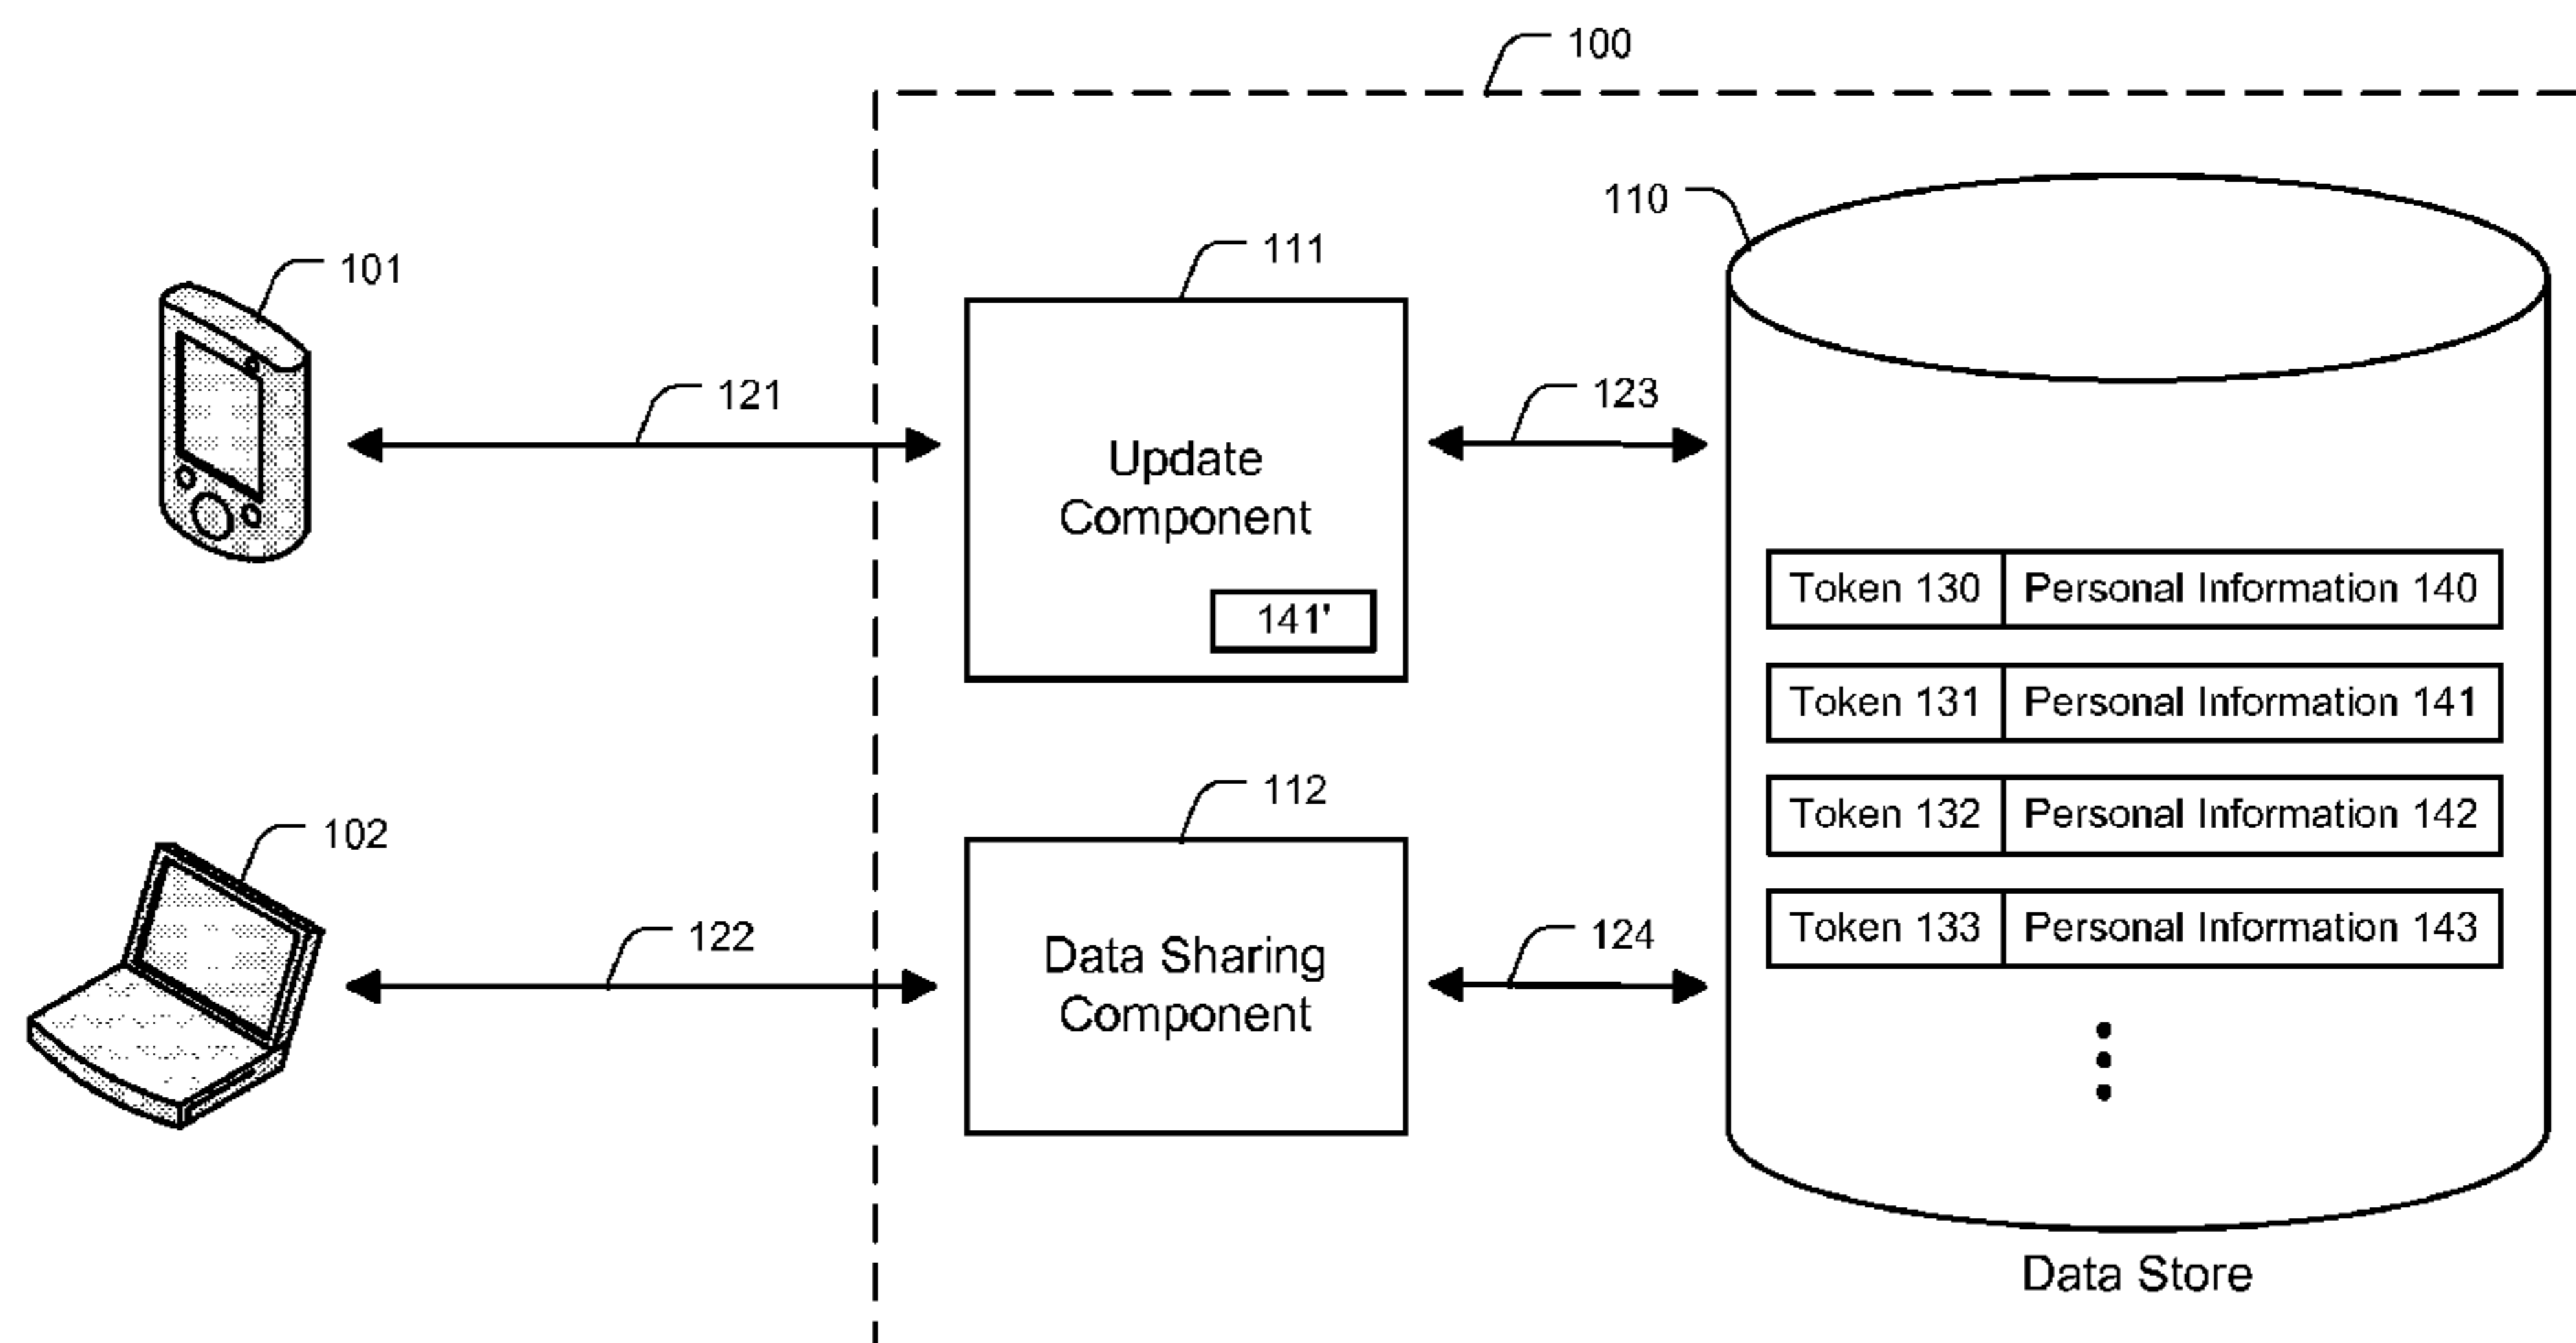 100
110
101
111
121
123
Update
Component
141'
Token 130 Personal Information 140
Token 131 Personal Information 141
Token 132 Personal Information 142
Token 133 Personal Information 143
102
112
122
124
Data Sharing
Component
Data Store